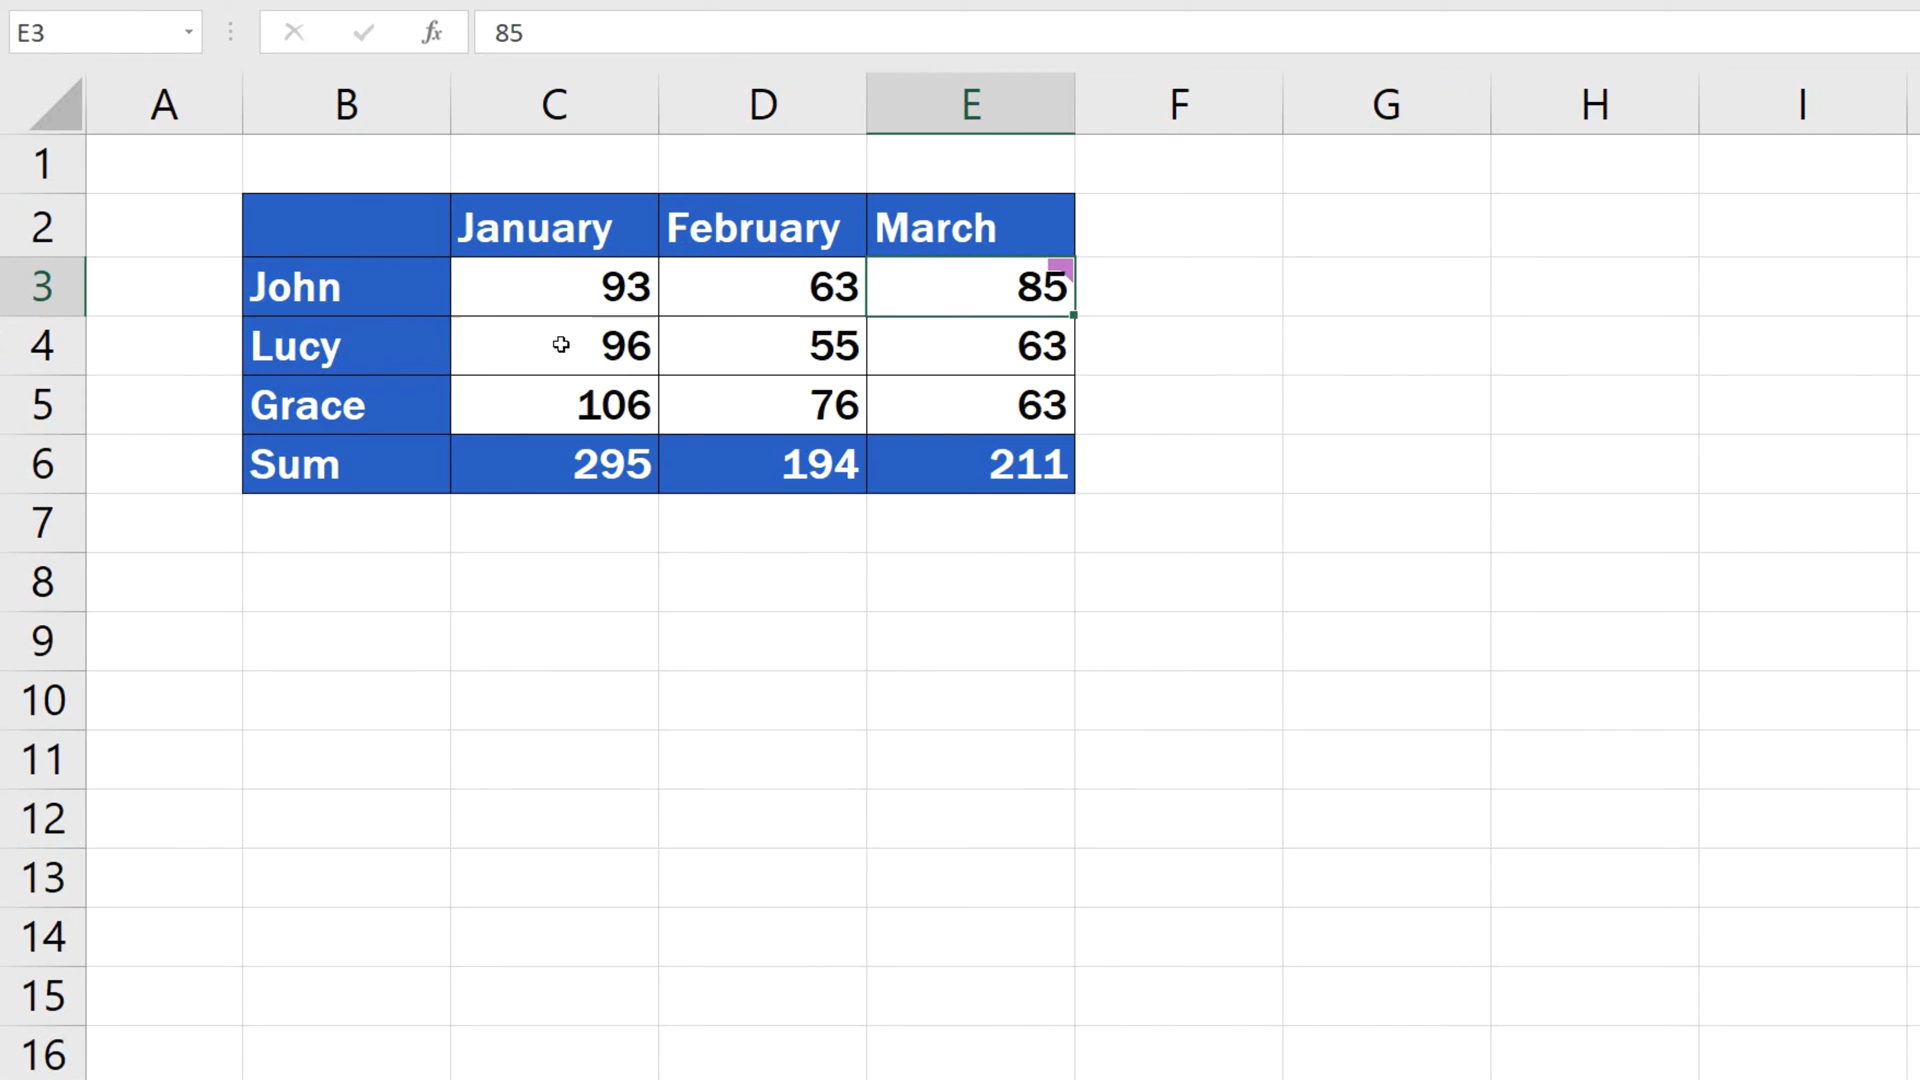 E3 fx 85
A B C D E F G H I
1
2 January February March
3 John 93 63 85
4 Lucy 96 55 63
5 Grace 106 76 63
6 Sum 295 194 211
7
8
9
10
11
12
13
14
15
16